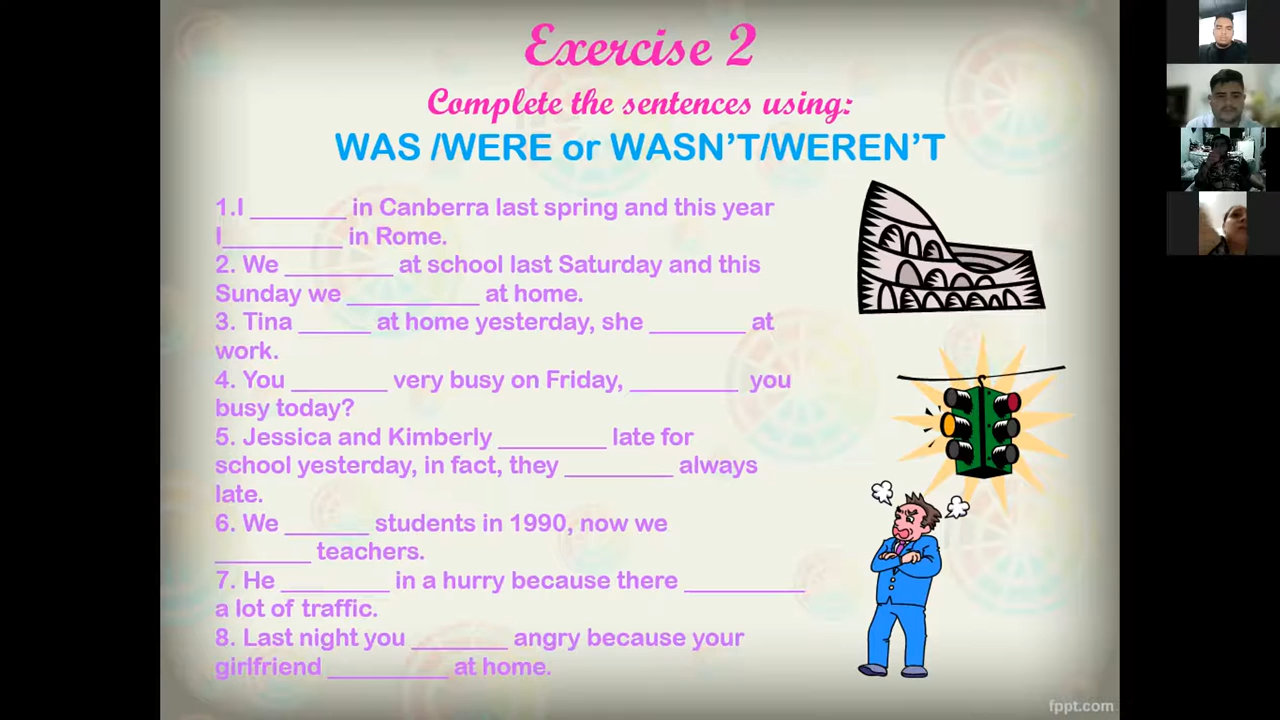 Exercise 2
Complete the sentences using:
WAS /WERE or WASN'T/WEREN'T
1.I ________ in Canberra last spring and this year
I__________ in Rome.
2. We _________ at school last Saturday and this
Sunday we ___________ at home.
3. Tina ______ at home yesterday, she ________ at
work.
4. You ________ very busy on Friday, _________ you
busy today?
5. Jessica and Kimberly _________ late for
school yesterday, in fact, they _________ always
late.
6. We _______ students in 1990, now we
________ teachers.
7. He _________ in a hurry because there __________
a lot of traffic.
8. Last night you ________ angry because your
girlfriend __________ at home.
fppt.com